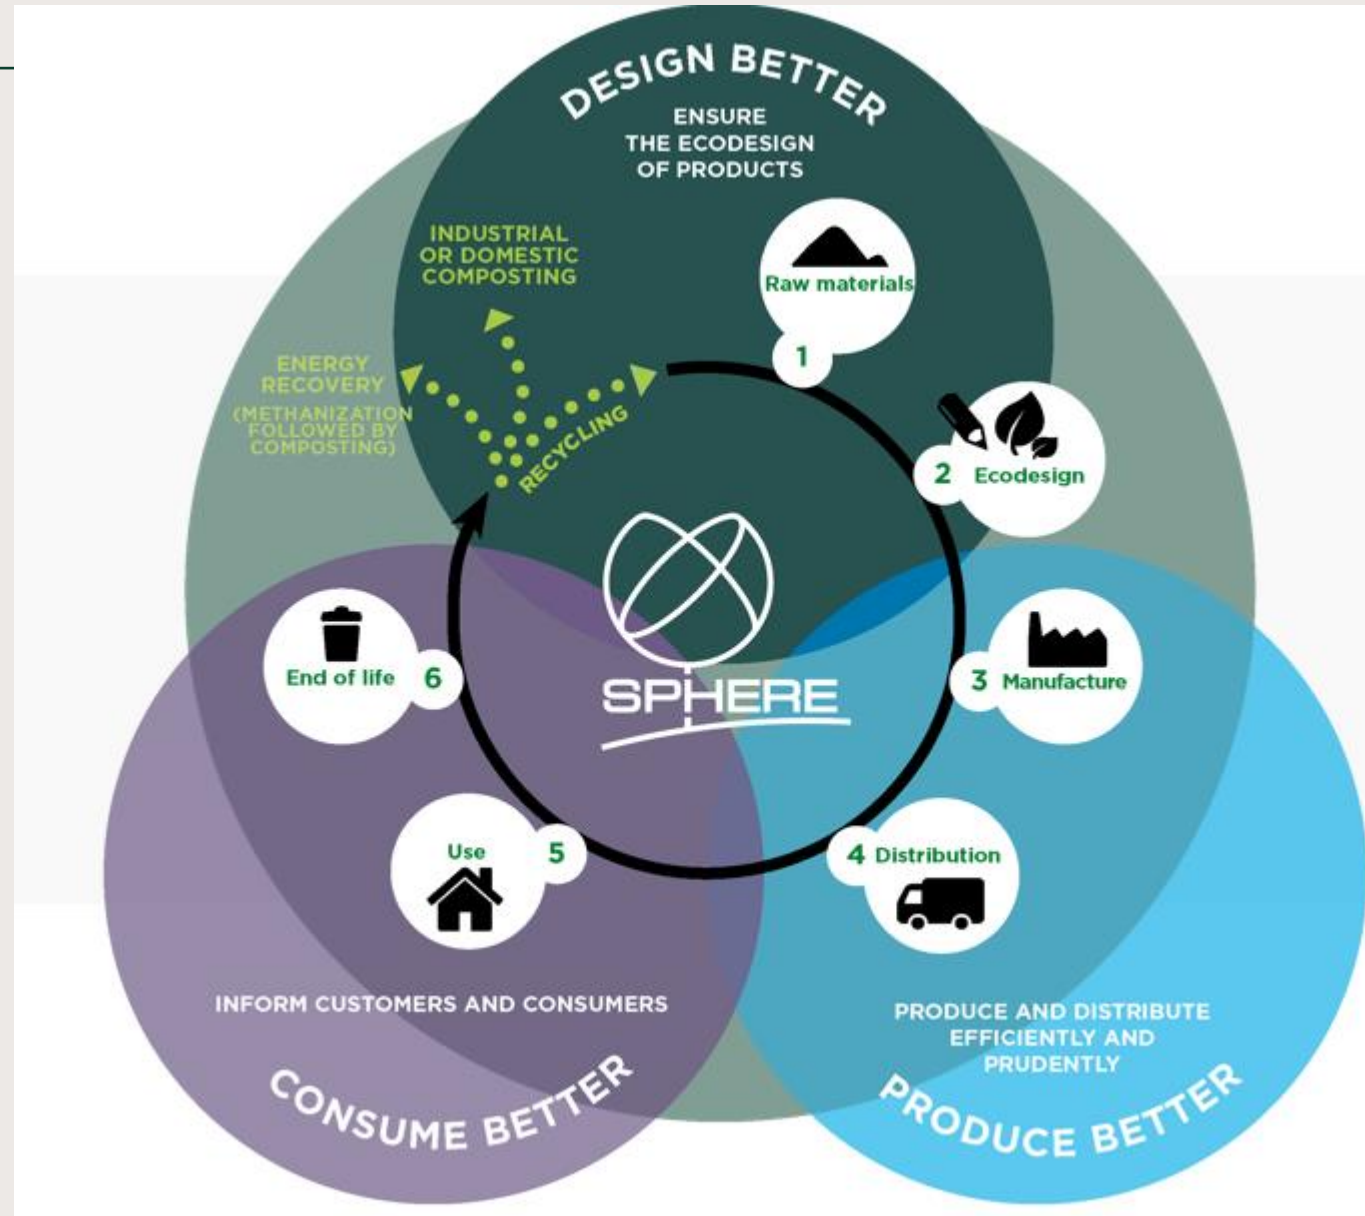 DESIGN BETTER
ENSURE
THE ECODESIGN
OF PRODUCTS
INDUSTRIAL
OR DOMESTIC
COMPOSTING
ENERGY
RECOVERY
(METHANIZATION
FOLLOWED BY
COMPOSTING)
RECYCLING
Raw materials
1
2 Ecodesign
3 Manufacture
4 Distribution
Use 5
End of life 6
SPHERE
INFORM CUSTOMERS AND CONSUMERS
CONSUME BETTER
PRODUCE AND DISTRIBUTE
EFFICIENTLY AND
PRUDENTLY
PRODUCE BETTER